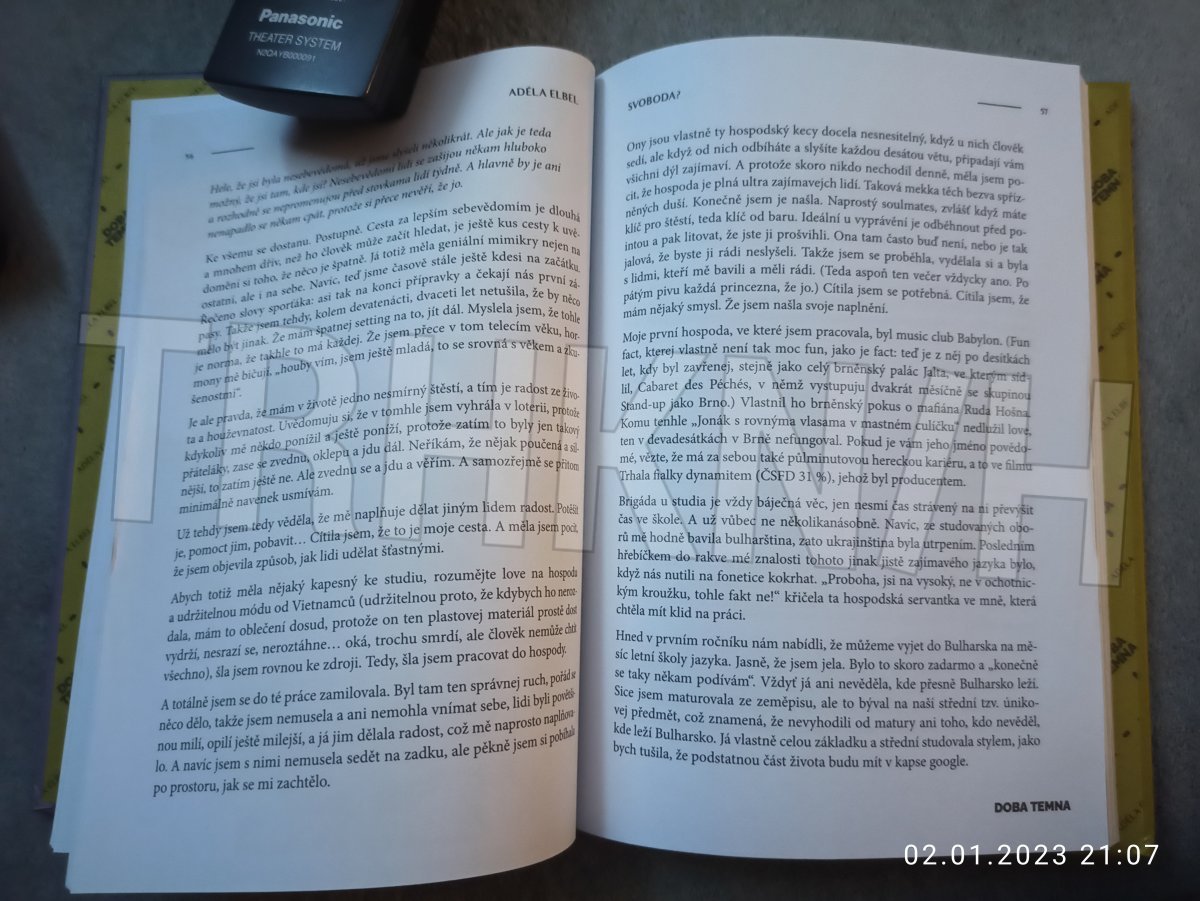 Panasonic
THEATER SYSTEM
N2QAYB000091
ADÉLA ELBEL
56
Hole, že jsi byla nesebevědomá, už jsme slyšeli několikrát. Ale jak je teda
možný, že jsi tam, kde jsi? Nesebevědomí lidi se zašijou někam hluboko
a rozhodně se nepromenujou před stovkama lidí týdně. A hlavně by je ani
nenapadlo se někam cpát, protože si přece nevěří, že jo.
Ke všemu se dostanu. Postupně. Cesta za lepším sebevědomím je dlouhá
a mnohem dřív, než ho člověk může začít hledat, je ještě kus cesty k uvě-
domění si toho, že něco je špatně. Já totiž měla geniální mimikry nejen na
ostatní, ale i na sebe. Navíc, teď jsme časově stále ještě kdesi na začátku.
Řečeno slovy sportáka: asi tak na konci přípravky a čekají nás první zá-
pasy. Takže jsem tehdy, kolem devatenácti, dvaceti let netušila, že by něco
mělo být jinak. Že mám špatnej setting na to, jít dál. Myslela jsem, že tohle
je norma, že takhle to má každej. Že jsem přece v tom telecím věku, hor-
mony mě bičují, „houby vím, jsem ještě mladá, to se srovná s věkem a zku-
šenostmi“.
Je ale pravda, že mám v životě jedno nesmírný štěstí, a tím je radost ze živo-
ta a houževnatost. Uvědomuju si, že v tomhle jsem vyhrála v loterii, protože
kdykoliv mě někdo ponížil a ještě poníží, protože zatím to byly jen takový
přáteláky, zase se zvednu, oklepu a jdu dál. Neříkám, že nějak poučená a sil-
nější, to zatím ještě ne. Ale zvednu se a jdu a věřím. A samozřejmě se přitom
minimálně navenek usmívám.
Už tehdy jsem tedy věděla, že mě naplňuje dělat jiným lidem radost. Potěšit
je, pomoct jim, pobavit… Cítila jsem, že to je moje cesta. A měla jsem pocit,
že jsem objevila způsob, jak lidi udělat šťastnými.
Abych totiž měla nějaký kapesný ke studiu, rozumějte love na hospodu
a udržitelnou módu od Vietnamců (udržitelnou proto, že kdybych ho neroz-
dala, mám to oblečení dosud, protože on ten plastovej materiál prostě dost
vydrží, nesrazí se, neroztáhne… oká, trochu smrdí, ale člověk nemůže chtít
všechno), šla jsem rovnou ke zdroji. Tedy, šla jsem pracovat do hospody.
A totálně jsem se do té práce zamilovala. Byl tam ten správnej ruch, pořád se
něco dělo, takže jsem nemusela a ani nemohla vnímat sebe, lidi byli povětši-
nou milí, opilí ještě milejší, a já jim dělala radost, což mě naprosto naplňova-
lo. A navíc jsem s nimi nemusela sedět na zadku, ale pěkně jsem si pobíhala
po prostoru, jak se mi zachtělo.
SVOBODA?
57
Ony jsou vlastně ty hospodský kecy docela nesnesitelný, když u nich člověk
sedí, ale když od nich odbíháte a slyšíte každou desátou větu, připadají vám
všichni dýl zajímaví. A protože skoro nikdo nechodil denně, měla jsem po-
cit, že hospoda je plná ultra zajímavejch lidí. Taková mekka těch bezva spříz-
něných duší. Konečně jsem je našla. Naprostý soulmates, zvlášť když máte
klíč pro štěstí, teda klíč od baru. Ideální u vyprávění je odběhnout před po-
intou a pak litovat, že jste ji prošvihli. Ona tam často buď není, nebo je tak
jalová, že byste ji rádi neslyšeli. Takže jsem se proběhla, vydělala si a byla
s lidmi, kteří mě bavili a měli rádi. (Teda aspoň ten večer vždycky ano. Po
pátým pivu každá princezna, že jo.) Cítila jsem se potřebná. Cítila jsem, že
mám nějaký smysl. Že jsem našla svoje naplnění.
Moje první hospoda, ve které jsem pracovala, byl music club Babylon. (Fun
fact, kterej vlastně není tak moc fun, jako je fact: teď je z něj po desítkách
let, kdy byl zavřenej, stejně jako celý brněnský palác Jalta, ve kterým síd-
lil, Cabaret des Péchés, v němž vystupuju dvakrát měsíčně se skupinou
Stand-up jako Brno.) Vlastnil ho brněnský pokus o mafiána Ruda Hošna.
Komu tenhle „Jonák s rovnýma vlasama v mastném culíčku“ nedlužil love,
ten v devadesátkách v Brně nefungoval. Pokud je vám jeho jméno povědo-
mé, vězte, že má za sebou také půlminutovou hereckou kariéru, a to ve filmu
Trhala fialky dynamitem (ČSFD 31 %), jehož byl producentem.
Brigáda u studia je vždy báječná věc, jen nesmí čas strávený na ní převýšit
čas ve škole. A už vůbec ne několikanásobně. Navíc, ze studovaných obo-
rů mě hodně bavila bulharština, zato ukrajinština byla utrpením. Posledním
hřebíčkem do rakve mé znalosti tohoto jinak jistě zajímavého jazyka bylo,
když nás nutili na fonetice kokrhat. „Proboha, jsi na vysoký, ne v ochotnic-
kým kroužku, tohle fakt ne!“ křičela ta hospodská servantka ve mně, která
chtěla mít klid na práci.
Hned v prvním ročníku nám nabídli, že můžeme vyjet do Bulharska na mě-
síc letní školy jazyka. Jasně, že jsem jela. Bylo to skoro zadarmo a „konečně
se taky někam podívám“. Vždyť já ani nevěděla, kde přesně Bulharsko leží.
Sice jsem maturovala ze zeměpisu, ale to býval na naší střední tzv. úniko-
vej předmět, což znamená, že nevyhodili od matury ani toho, kdo nevěděl,
kde leží Bulharsko. Já vlastně celou základku a střední studovala stylem, jako
bych tušila, že podstatnou část života budu mít v kapse google.
DOBA TEMNA
TRHKNIH
02.01.2023 21:07